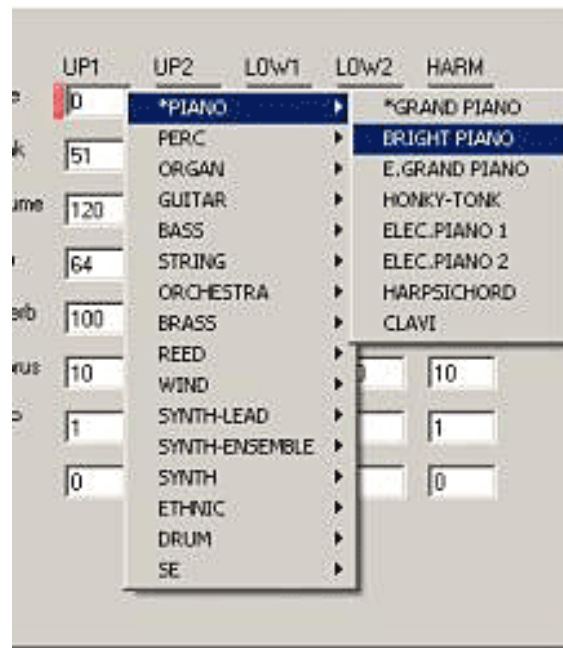 UP1 UP2 LOW1 LOW2 HARM
0
51
120
64
100
10 10
1 1
0 0
*PIANO
PERC
ORGAN
GUITAR
BASS
STRING
ORCHESTRA
BRASS
REED
WIND
SYNTH-LEAD
SYNTH-ENSEMBLE
SYNTH
ETHNIC
DRUM
SE
*GRAND PIANO
BRIGHT PIANO
E.GRAND PIANO
HONKY-TONK
ELEC.PIANO 1
ELEC.PIANO 2
HARPSICHORD
CLAVI